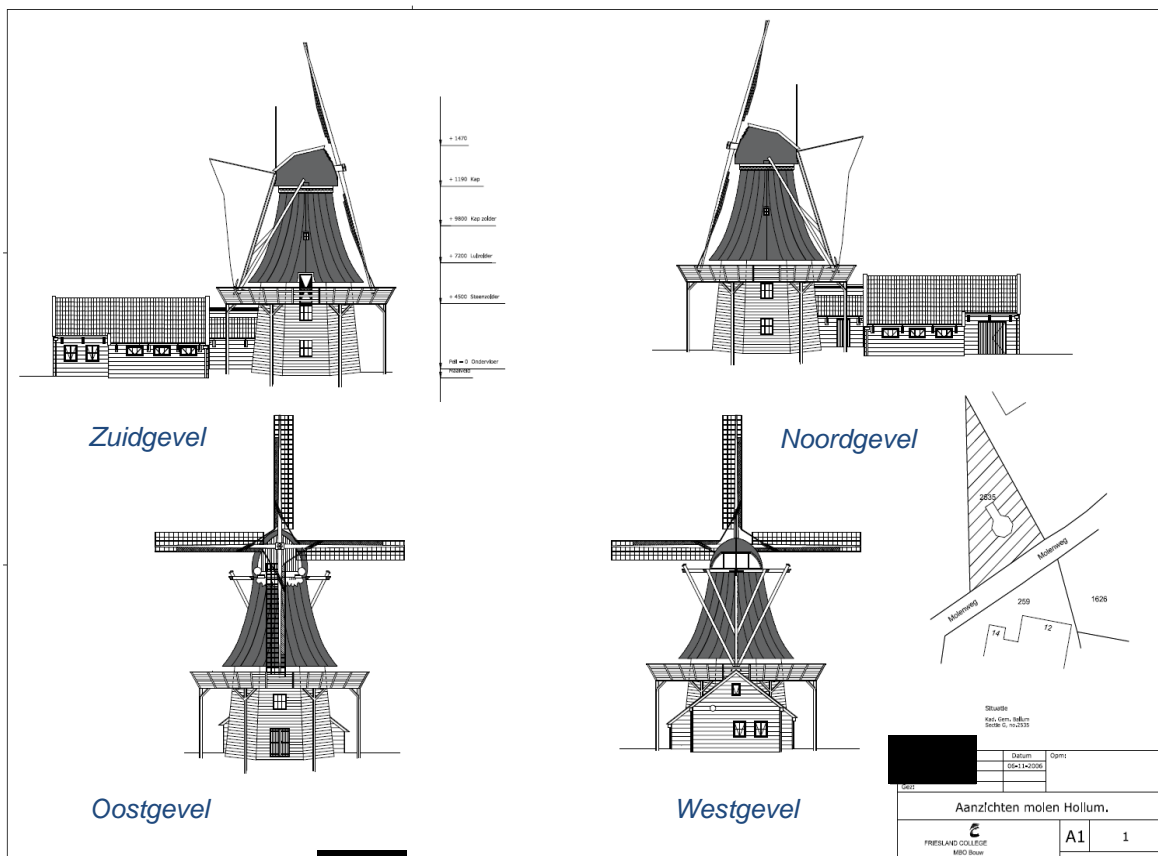 + 1470
+ 1190 Kap
+ 9800 Kap zolder
+ 7200 Luizolder
+ 4500 Steenzolder
Peil = 0 Ondervloer
Maaiveld
Zuidgevel
Noordgevel
2535
Molenweg
Molenweg
259
1626
14
12
Situatie
Kad. Gem. Ballum
Sectie G, no.2535
Oostgevel
Westgevel
Datum Opm:
06-11-2006
Gez:
Aanzichten molen Hollum.
FRIESLAND COLLEGE
MBO Bouw
A1 1